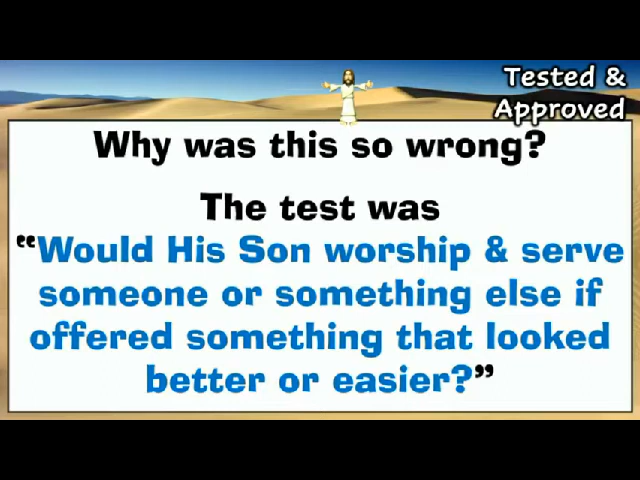 Tested &
Approved
Why was this so wrong?
The test was
“Would His Son worship & serve
someone or something else if
offered something that looked
better or easier?”